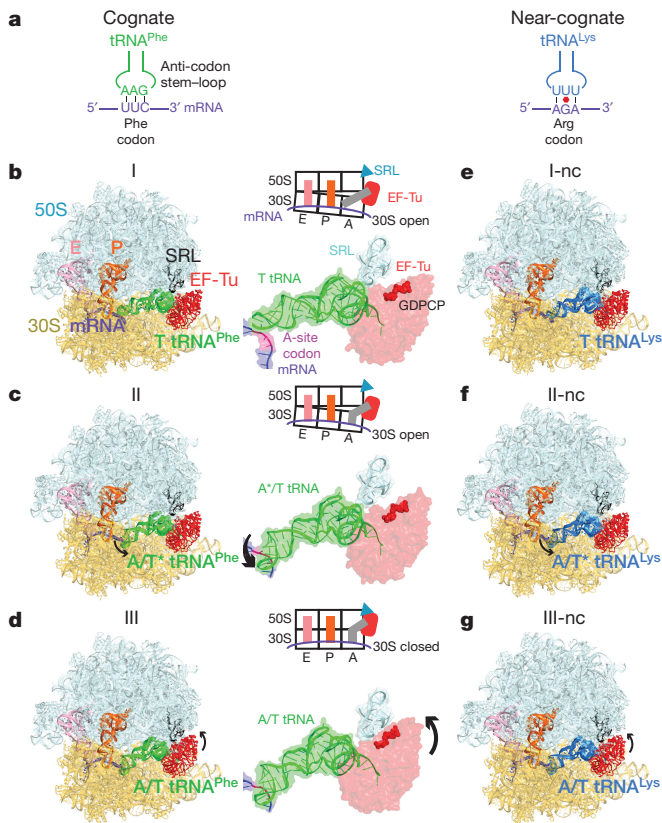 a
Cognate
tRNAPhe
Anti-codon
stem–loop
AAG
5′ UUC 3′ mRNA
Phe
codon
Near-cognate
tRNALys
UUU
5′ AGA 3′
Arg
codon
b
I
50S
E
P
SRL
EF-Tu
30S mRNA
T tRNAPhe
SRL
50S
30S
EF-Tu
mRNA
E P A
30S open
SRL
EF-Tu
T tRNA
GDPCP
A-site
codon
mRNA
e
I-nc
T tRNALys
c
II
A/T* tRNAPhe
50S
30S
E P A
30S open
A*/T tRNA
f
II-nc
A/T* tRNALys
d
III
A/T tRNAPhe
50S
30S
E P A
30S closed
A/T tRNA
g
III-nc
A/T tRNALys